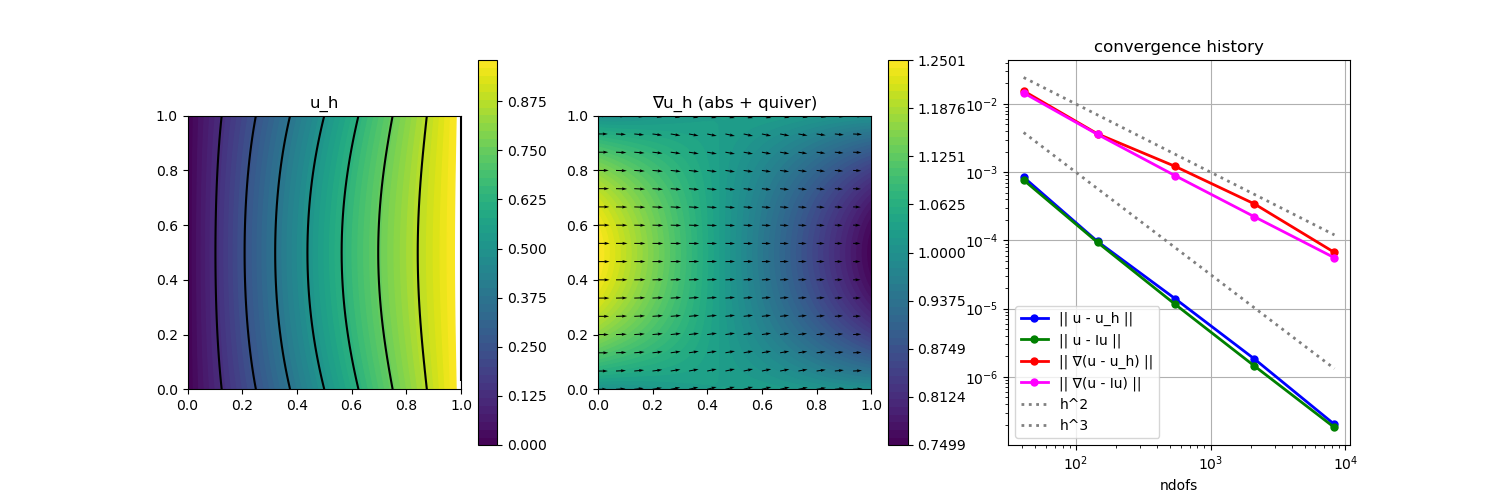 u_h
1.0
0.8
0.6
0.4
0.2
0.0
0.0 0.2 0.4 0.6 0.8 1.0
0.875
0.750
0.625
0.500
0.375
0.250
0.125
0.000
∇u_h (abs + quiver)
1.0
0.8
0.6
0.4
0.2
0.0
0.0 0.2 0.4 0.6 0.8 1.0
1.2501
1.1876
1.1251
1.0625
1.0000
0.9375
0.8749
0.8124
0.7499
convergence history
10^-2
10^-3
10^-4
10^-5
10^-6
|| u - u_h ||
|| u - Iu ||
|| ∇(u - u_h) ||
|| ∇(u - Iu) ||
h^2
h^3
10^2 10^3 10^4
ndofs